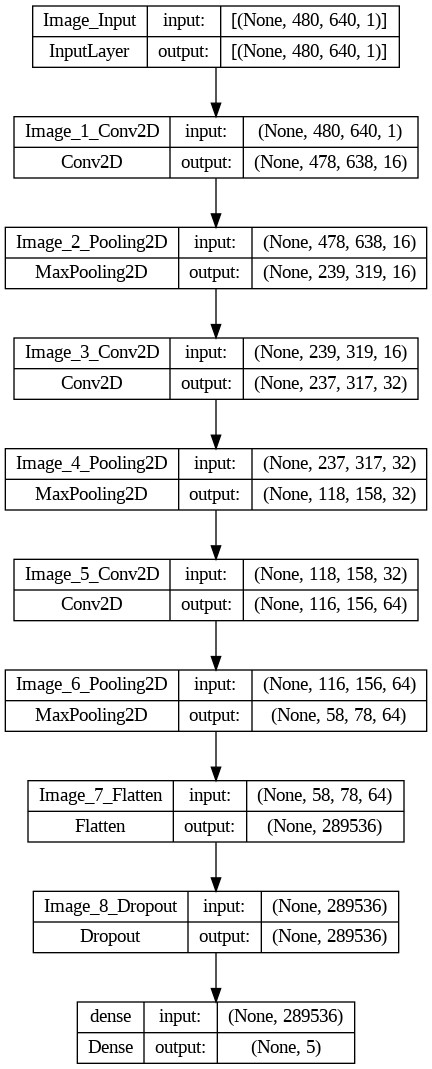 Image_Input input: [(None, 480, 640, 1)]
InputLayer output: [(None, 480, 640, 1)]
Image_1_Conv2D input: (None, 480, 640, 1)
Conv2D output: (None, 478, 638, 16)
Image_2_Pooling2D input: (None, 478, 638, 16)
MaxPooling2D output: (None, 239, 319, 16)
Image_3_Conv2D input: (None, 239, 319, 16)
Conv2D output: (None, 237, 317, 32)
Image_4_Pooling2D input: (None, 237, 317, 32)
MaxPooling2D output: (None, 118, 158, 32)
Image_5_Conv2D input: (None, 118, 158, 32)
Conv2D output: (None, 116, 156, 64)
Image_6_Pooling2D input: (None, 116, 156, 64)
MaxPooling2D output: (None, 58, 78, 64)
Image_7_Flatten input: (None, 58, 78, 64)
Flatten output: (None, 289536)
Image_8_Dropout input: (None, 289536)
Dropout output: (None, 289536)
dense input: (None, 289536)
Dense output: (None, 5)